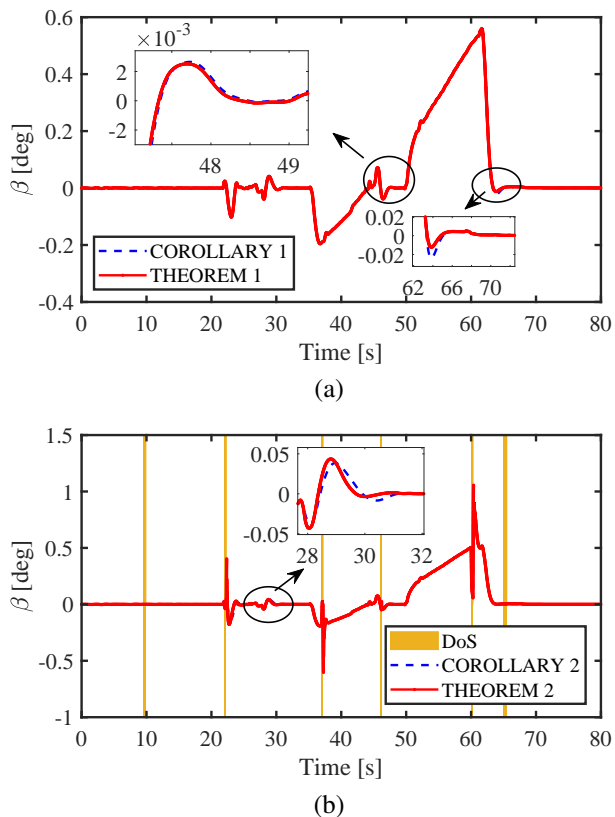 0.6
0.4
0.2
0
-0.2
-0.4
β [deg]
×10⁻³
2
0
-2
48
49
0.02
0
-0.02
62
66
70
COROLLARY 1
THEOREM 1
0 10 20 30 40 50 60 70 80
Time [s]
(a)
1.5
1
0.5
0
-0.5
-1
β [deg]
0.05
0
-0.05
28 30 32
DoS
COROLLARY 2
THEOREM 2
0 10 20 30 40 50 60 70 80
Time [s]
(b)